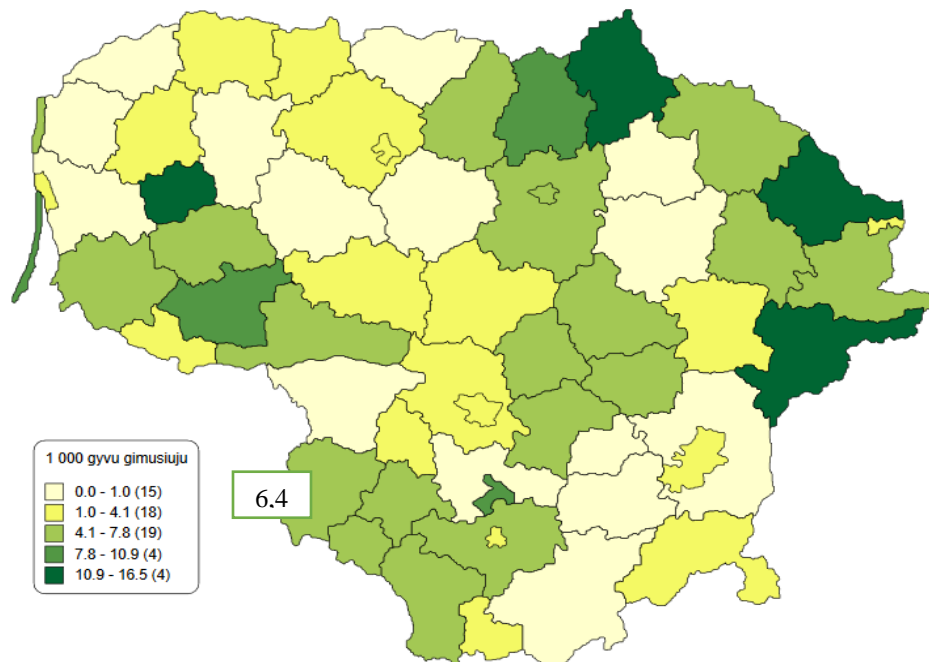 1 000 gyvu gimusiuju
0.0 - 1.0 (15)
1.0 - 4.1 (18)
4.1 - 7.8 (19)
7.8 - 10.9 (4)
10.9 - 16.5 (4)
6.4